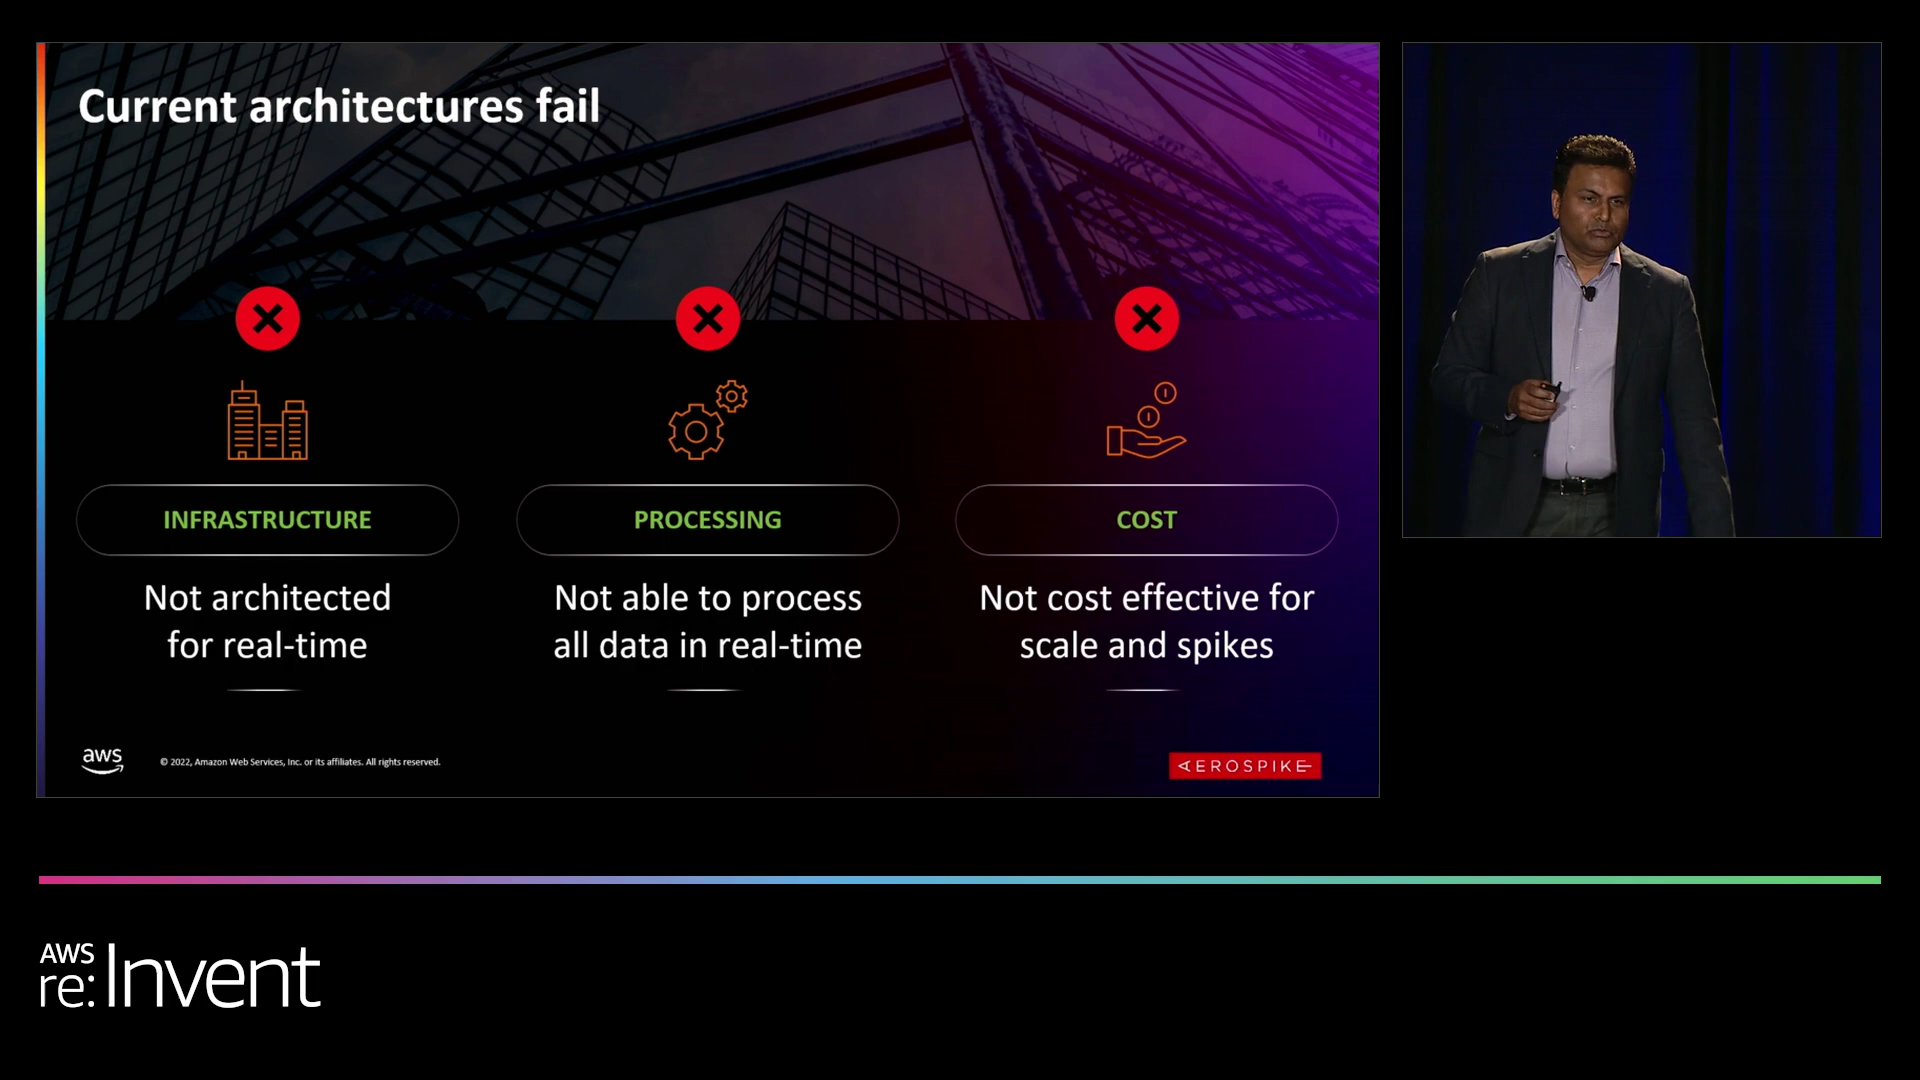 Current architectures fail
INFRASTRUCTURE
Not architected
for real-time
PROCESSING
Not able to process
all data in real-time
COST
Not cost effective for
scale and spikes
aws
© 2022, Amazon Web Services, Inc. or its affiliates. All rights reserved.
AEROSPIKE
AWS
re:Invent